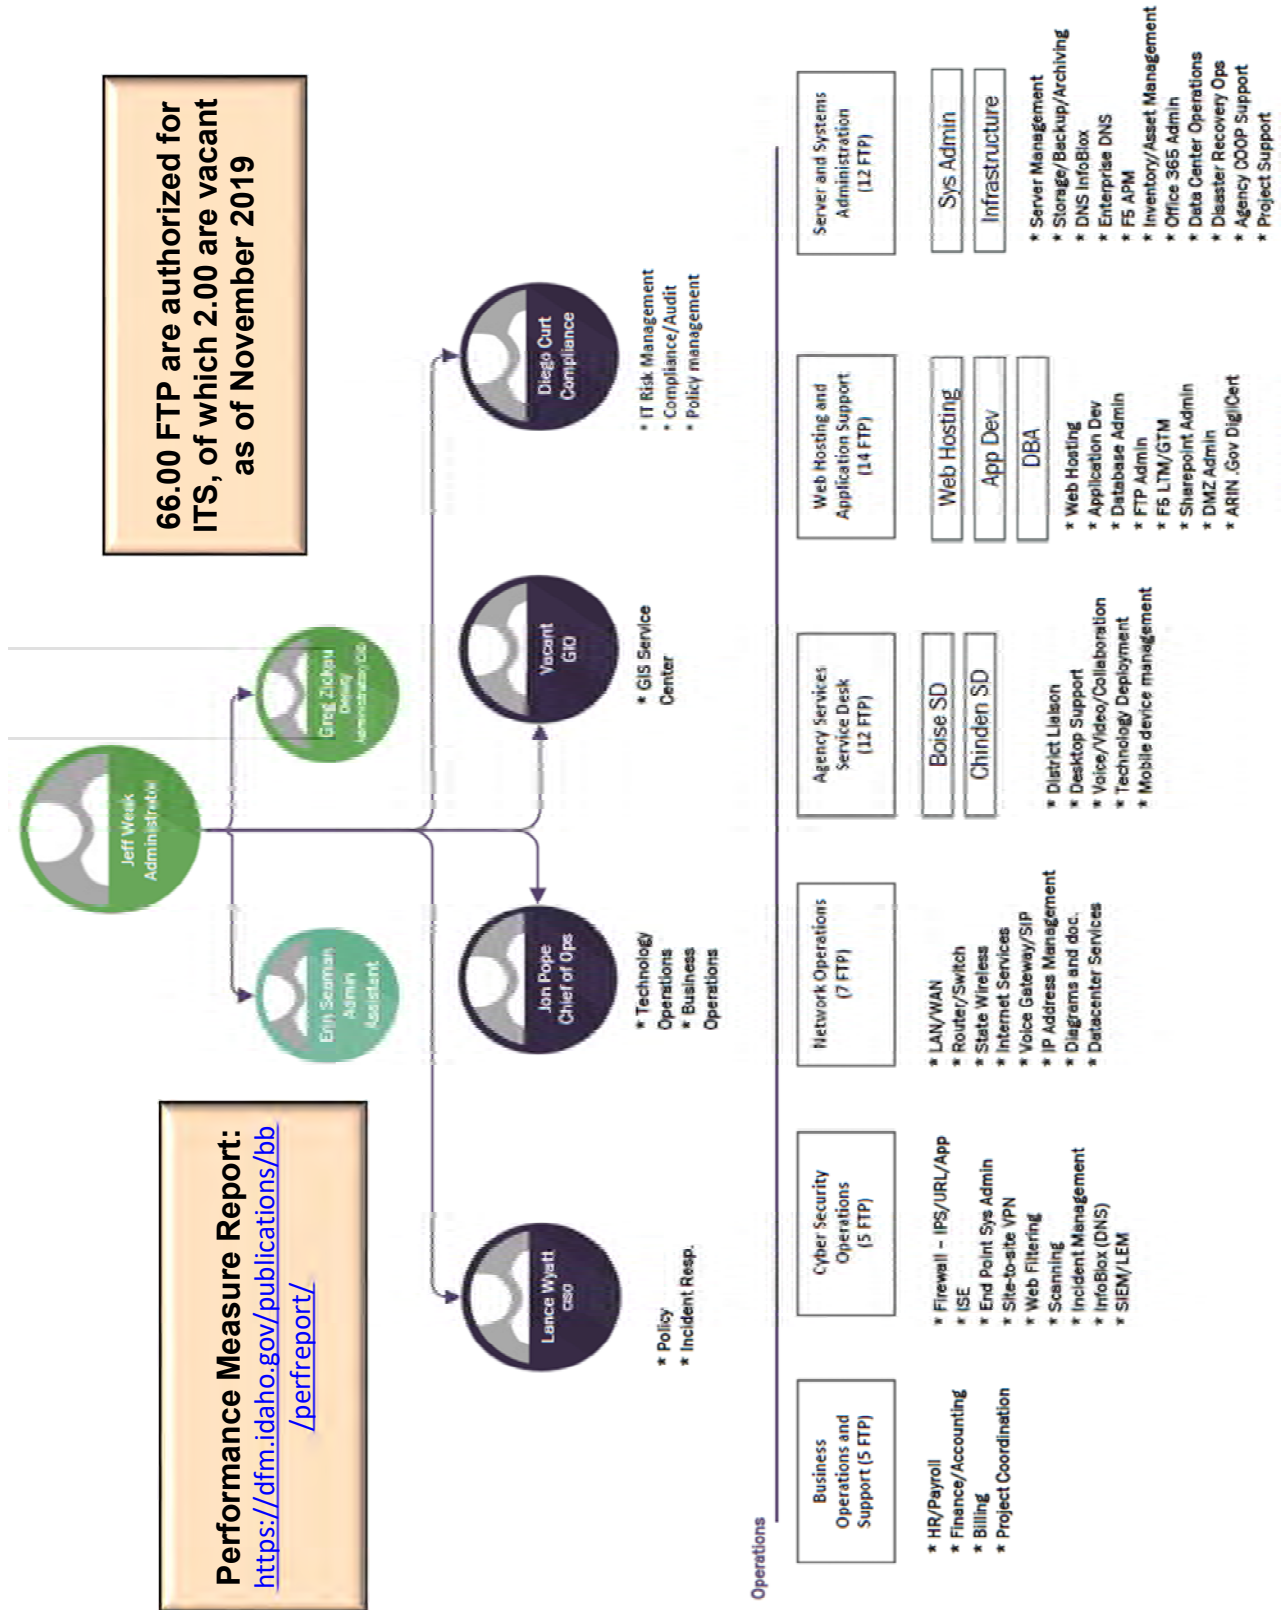 Performance Measure Report:
https://dfm.idaho.gov/publications/bb
/perfreport/
66.00 FTP are authorized for
ITS, of which 2.00 are vacant
as of November 2019
Jeff Weak
Administrator
Erin Seaman
Admin
Assistant
Greg Zickau
Deputy
Administrator/CIO
Lance Wyatt
CISO
* Policy
* Incident Resp.
Jon Pope
Chief of Ops
* Technology
Operations
* Business
Operations
Vacant
GIO
* GIS Service
Center
Diego Curt
Compliance
* IT Risk Management
* Compliance/Audit
* Policy management
Operations
Business
Operations and
Support (5 FTP)
* HR/Payroll
* Finance/Accounting
* Billing
* Project Coordination
Cyber Security
Operations
(5 FTP)
* Firewall – IPS/URL/App
* ISE
* End Point Sys Admin
* Site-to-site VPN
* Web Filtering
* Scanning
* Incident Management
* InfoBlox (DNS)
* SIEM/LEM
Network Operations
(7 FTP)
* LAN/WAN
* Router/Switch
* State Wireless
* Internet Services
* Voice Gateway/SIP
* IP Address Management
* Diagrams and doc.
* Datacenter Services
Agency Services
Service Desk
(12 FTP)
Boise SD
Chinden SD
* District Liaison
* Desktop Support
* Voice/Video/Collaboration
* Technology Deployment
* Mobile device management
Web Hosting and
Application Support
(14 FTP)
Web Hosting
App Dev
DBA
* Web Hosting
* Application Dev
* Database Admin
* FTP Admin
* F5 LTM/GTM
* Sharepoint Admin
* DMZ Admin
* ARIN .Gov DigiCert
Server and Systems
Administration
(12 FTP)
Sys Admin
Infrastructure
* Server Management
* Storage/Backup/Archiving
* DNS InfoBlox
* Enterprise DNS
* F5 APM
* Inventory/Asset Management
* Office 365 Admin
* Data Center Operations
* Disaster Recovery Ops
* Agency COOP Support
* Project Support